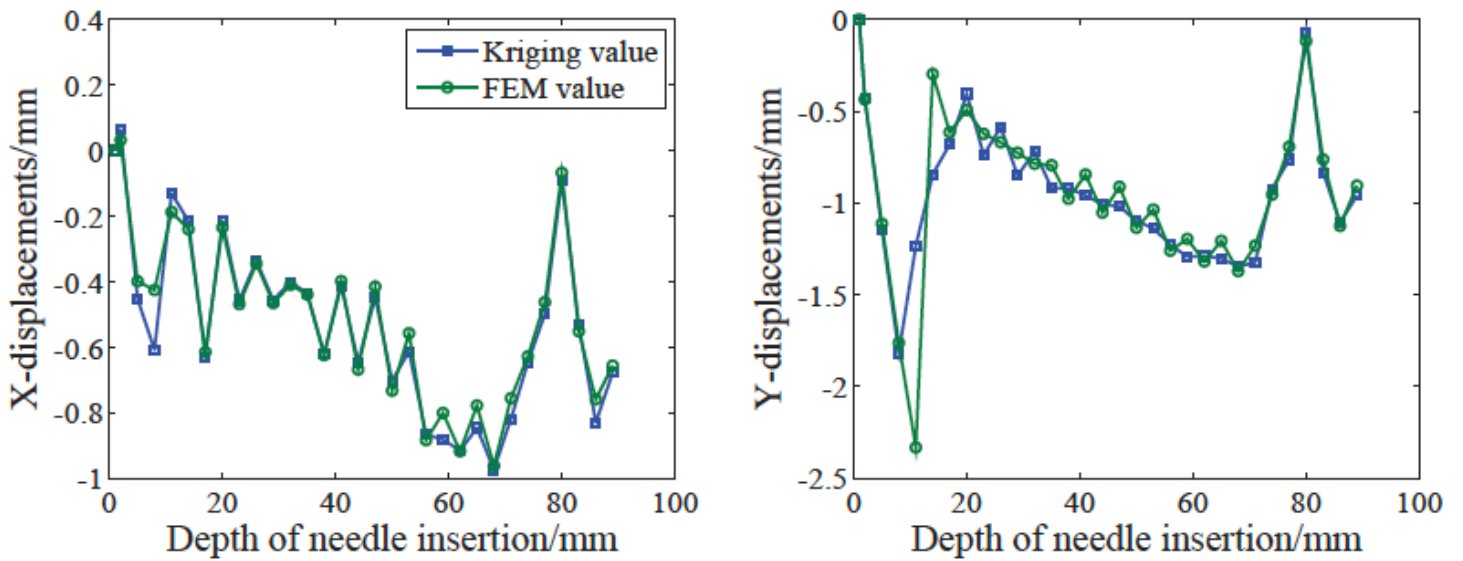 0.4
0.2
0
-0.2
-0.4
-0.6
-0.8
-1
X-displacements/mm
Kriging value
FEM value
0 20 40 60 80 100
Depth of needle insertion/mm
0
-0.5
-1
-1.5
-2
-2.5
Y-displacements/mm
0 20 40 60 80 100
Depth of needle insertion/mm